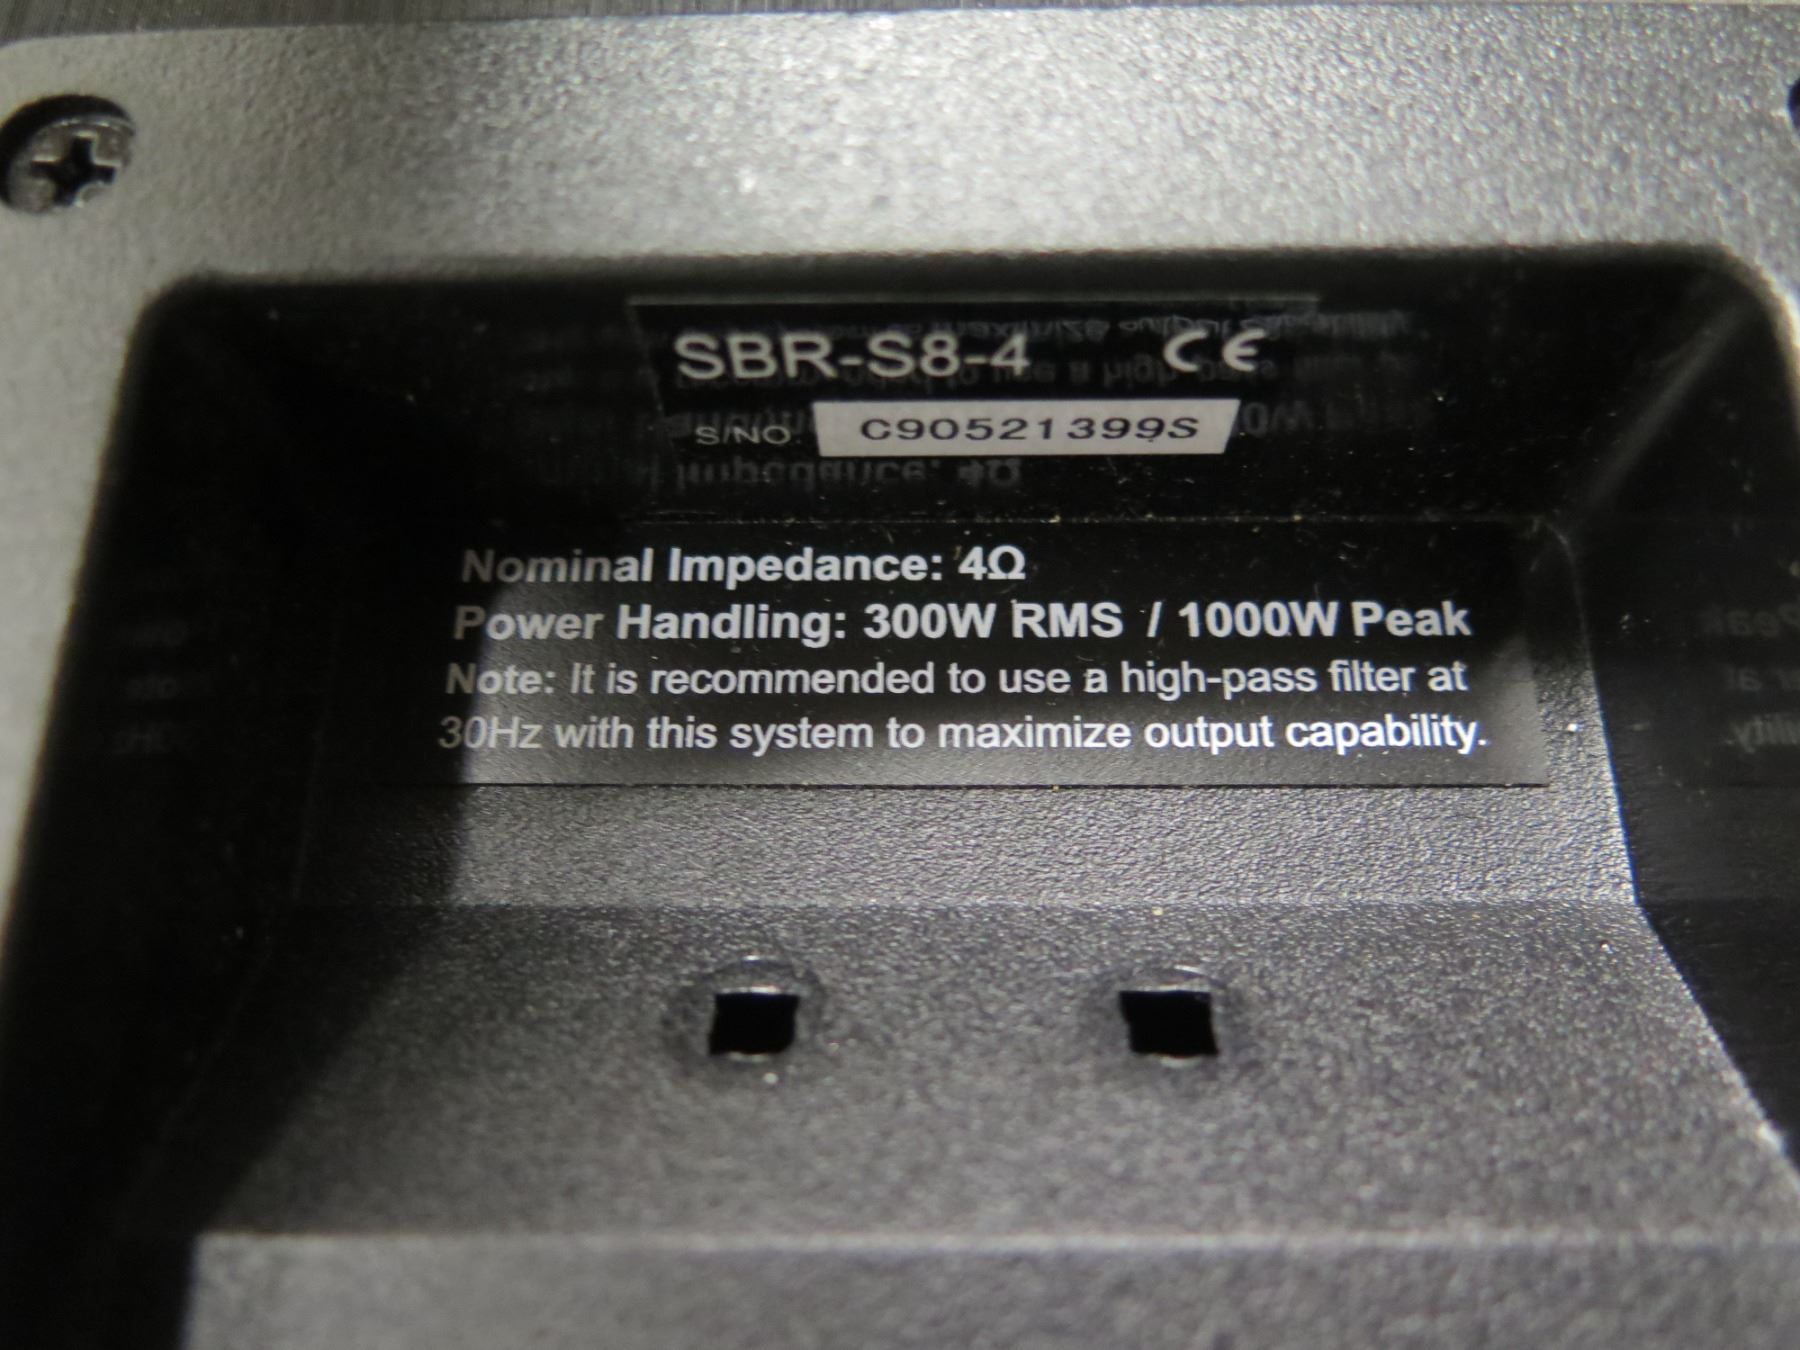 SBR-S8-4 CE
S/NO. C90521399S
Nominal Impedance: 4Ω
Power Handling: 300W RMS / 1000W Peak
Note: It is recommended to use a high-pass filter at
30Hz with this system to maximize output capability.